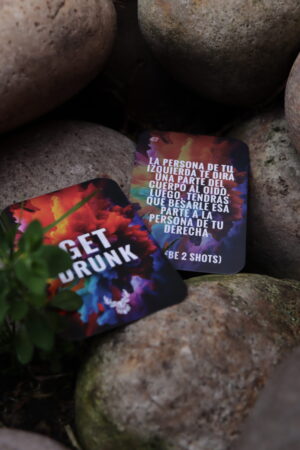 LA PERSONA DE TU
IZQUIERDA TE DIRÁ
UNA PARTE DEL
CUERPO AL OÍDO,
LUEGO, TENDRÁS
QUE BESARLE ESA
PARTE A LA
PERSONA DE TU
DERECHA
(BE 2 SHOTS)
GET
DRUNK